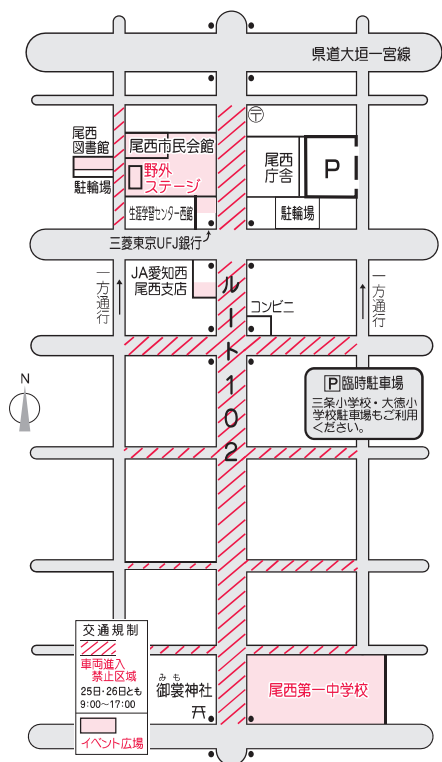 県道大垣一宮線
〒
尾西
図書館
駐輪場
尾西市民会館
野外
ステージ
生涯学習センター西館
尾西
庁舎
P
駐輪場
三菱東京UFJ銀行
JA愛知西
尾西支店
一方通行
ルート102
コンビニ
一方通行
N
P臨時駐車場
三条小学校・大徳小
学校駐車場もご利用
ください。
交通規制
車両進入
禁止区域
25日・26日とも
9:00〜17:00
イベント広場
みも
御裳神社
尾西第一中学校